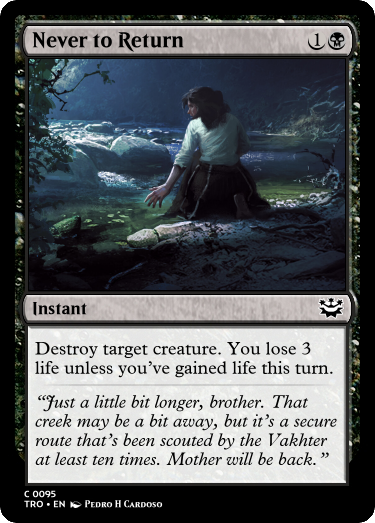 Never to Return 1
Instant
Destroy target creature. You lose 3
life unless you’ve gained life this turn.
“Just a little bit longer, brother. That
creek may be a bit away, but it’s a secure
route that’s been scouted by the Vakhter
at least ten times. Mother will be back.”
C 0095
TRO • EN Pedro H Cardoso